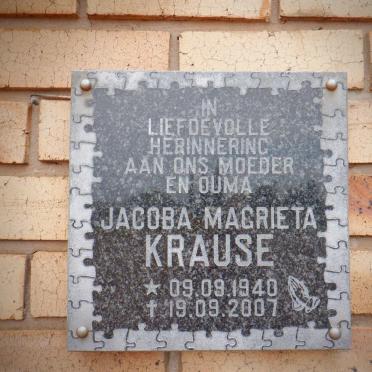 IN
LIEFDEVOLLE
HERINNERING
AAN ONS MOEDER
EN OUMA
JACOBA MAGRIETA
KRAUSE
★ 09.09.1940
† 19.09.2007